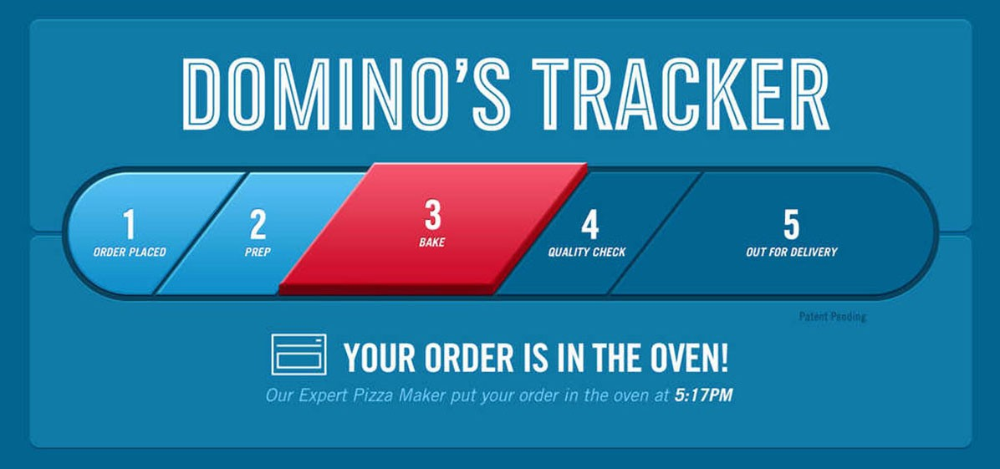 DOMINO'S TRACKER
1
ORDER PLACED
2
PREP
3
BAKE
4
QUALITY CHECK
5
OUT FOR DELIVERY
Patent Pending
YOUR ORDER IS IN THE OVEN!
Our Expert Pizza Maker put your order in the oven at 5:17PM